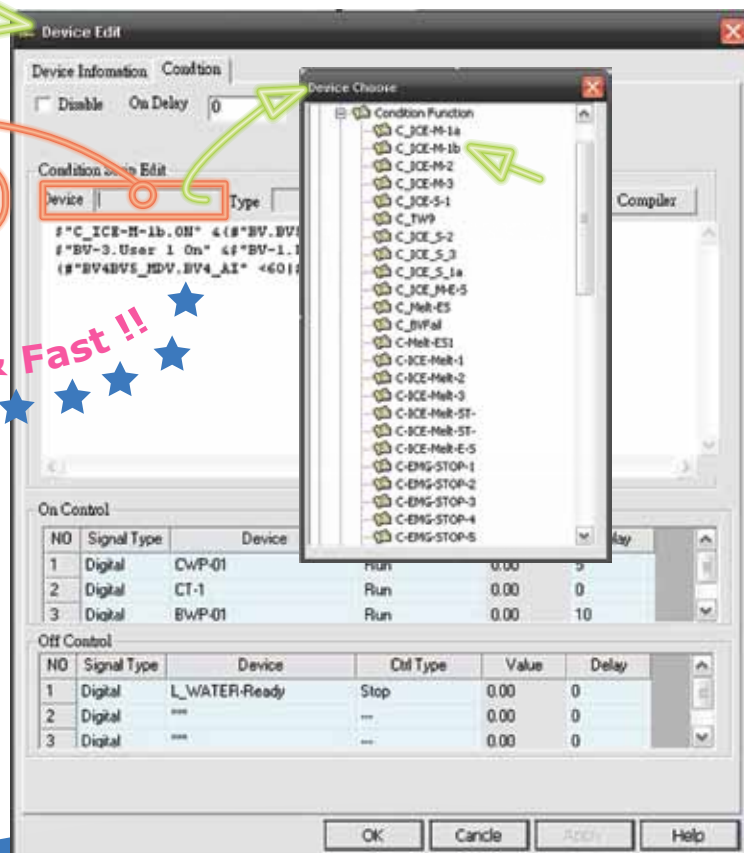 Device Edit
Device Infomation Condtion
Disable On Delay 0
Condition Scrip Edit
Device Type Compiler
#"C_ICE-M-1b.ON" &(#"BV.BV
#"BV-3.User 1 On" &#"BV-1.
(#"BV4BV5_MDV.BV4_AI" <60|
& Fast !!
Device Choose
Condition Function
C_ICE-M-1a
C_ICE-M-1b
C_ICE-M-2
C_ICE-M-3
C_ICE-S-1
C_TW9
C_ICE_S-2
C_ICE_S_3
C_ICE_S_1a
C_ICE_M-E-S
C_Melt-ES
C_BVFail
C-Melt-ES1
C-ICE-Melt-1
C-ICE-Melt-2
C-ICE-Melt-3
C-ICE-Melt-ST-
C-ICE-Melt-ST-
C-ICE-Melt-E-S
C-EMG-STOP-1
C-EMG-STOP-2
C-EMG-STOP-3
C-EMG-STOP-4
C-EMG-STOP-5
On Control
NO Signal Type Device
1 Digital CWP-01 Run 0.00 5
2 Digital CT-1 Run 0.00 0
3 Digital BWP-01 Run 0.00 10
Off Control
NO Signal Type Device Ctrl Type Value Delay
1 Digital L_WATER-Ready Stop 0.00 0
2 Digital *** --- 0.00 0
3 Digital *** --- 0.00 0
OK Cancle Apply Help